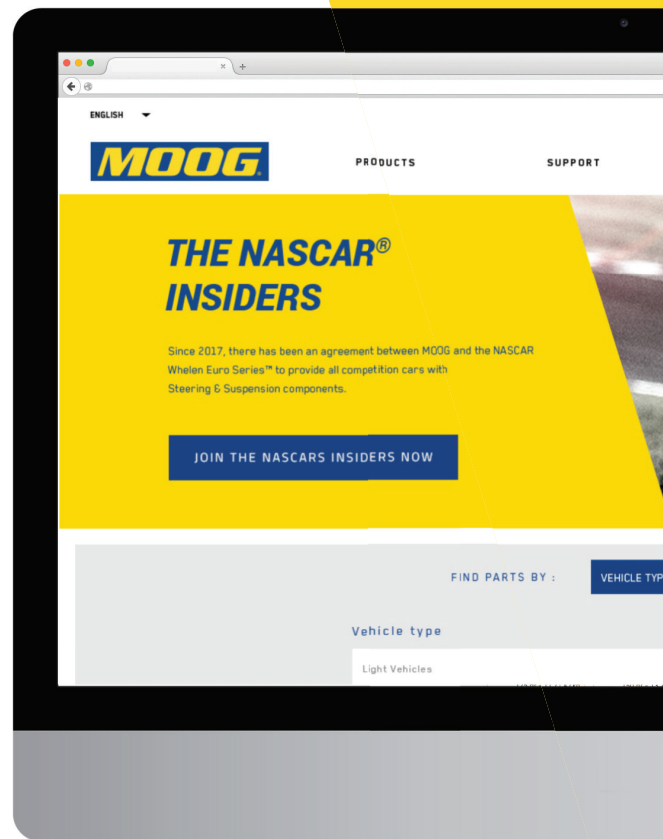 ENGLISH
MOOG
PRODUCTS
SUPPORT
THE NASCAR®
INSIDERS
Since 2017, there has been an agreement between MOOG and the NASCAR
Whelen Euro Series™ to provide all competition cars with
Steering & Suspension components.
JOIN THE NASCARS INSIDERS NOW
FIND PARTS BY :
VEHICLE TYP
Vehicle type
Light Vehicles